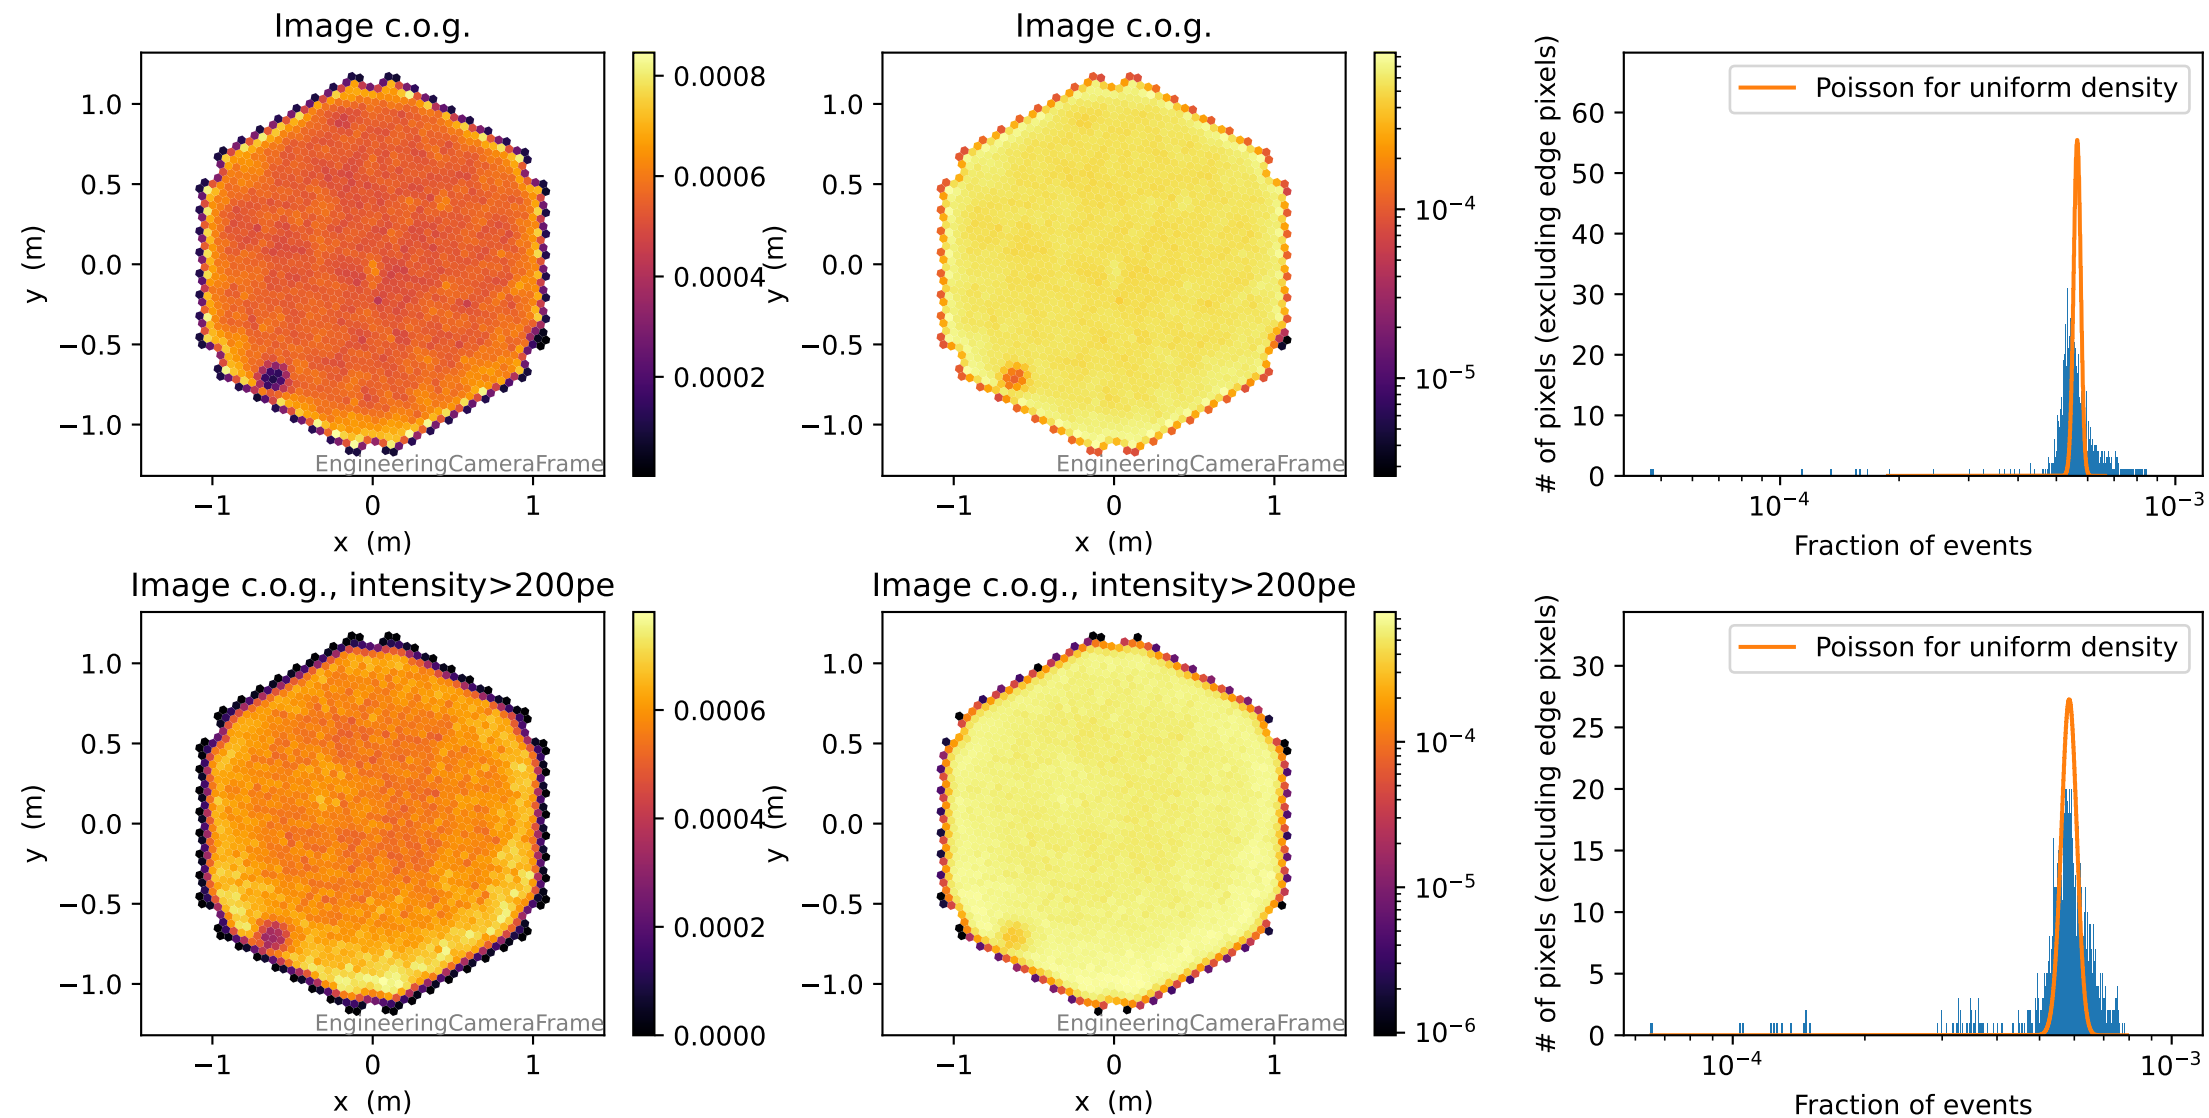 Image c.o.g.
1.0
0.5
0.0
−0.5
−1.0
y (m)
−1
0
1
x (m)
EngineeringCameraFrame
0.0008
0.0006
0.0004
0.0002
Image c.o.g.
1.0
0.5
0.0
−0.5
−1.0
y (m)
−1
0
1
x (m)
EngineeringCameraFrame
10−4
10−5
Poisson for uniform density
60
50
40
30
20
10
0
# of pixels (excluding edge pixels)
10−4
10−3
Fraction of events
Image c.o.g., intensity>200pe
1.0
0.5
0.0
−0.5
−1.0
y (m)
−1
0
1
x (m)
EngineeringCameraFrame
0.0006
0.0004
0.0002
0.0000
Image c.o.g., intensity>200pe
1.0
0.5
0.0
−0.5
−1.0
y (m)
−1
0
1
x (m)
EngineeringCameraFrame
10−4
10−5
10−6
Poisson for uniform density
30
25
20
15
10
5
0
# of pixels (excluding edge pixels)
10−4
10−3
Fraction of events